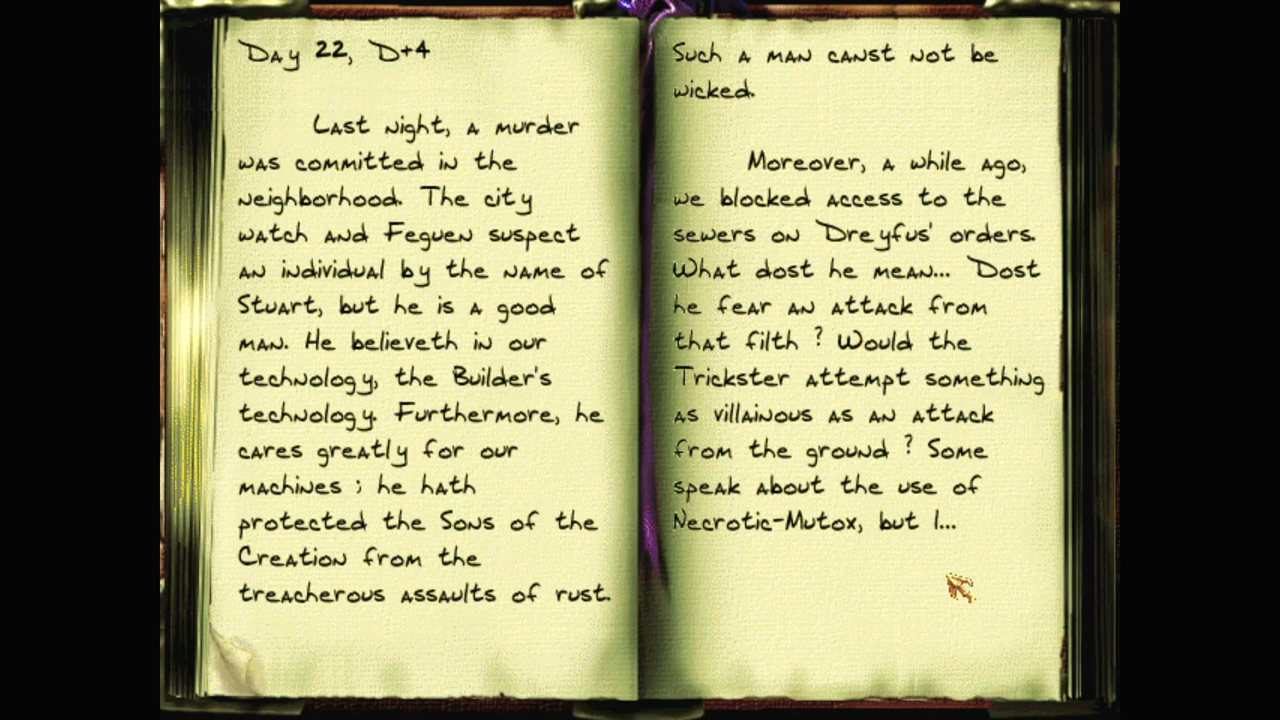 Day 22, D+4
Last night, a murder
was committed in the
neighborhood. The city
watch and Feguen suspect
an individual by the name of
Stuart, but he is a good
man. He believeth in our
technology, the Builder's
technology. Furthermore, he
cares greatly for our
machines ; he hath
protected the Sons of the
Creation from the
treacherous assaults of rust.
Such a man canst not be
wicked.
Moreover, a while ago,
we blocked access to the
sewers on Dreyfus' orders.
What dost he mean... Dost
he fear an attack from
that filth ? Would the
Trickster attempt something
as villainous as an attack
from the ground ? Some
speak about the use of
Necrotic-Mutox, but I...